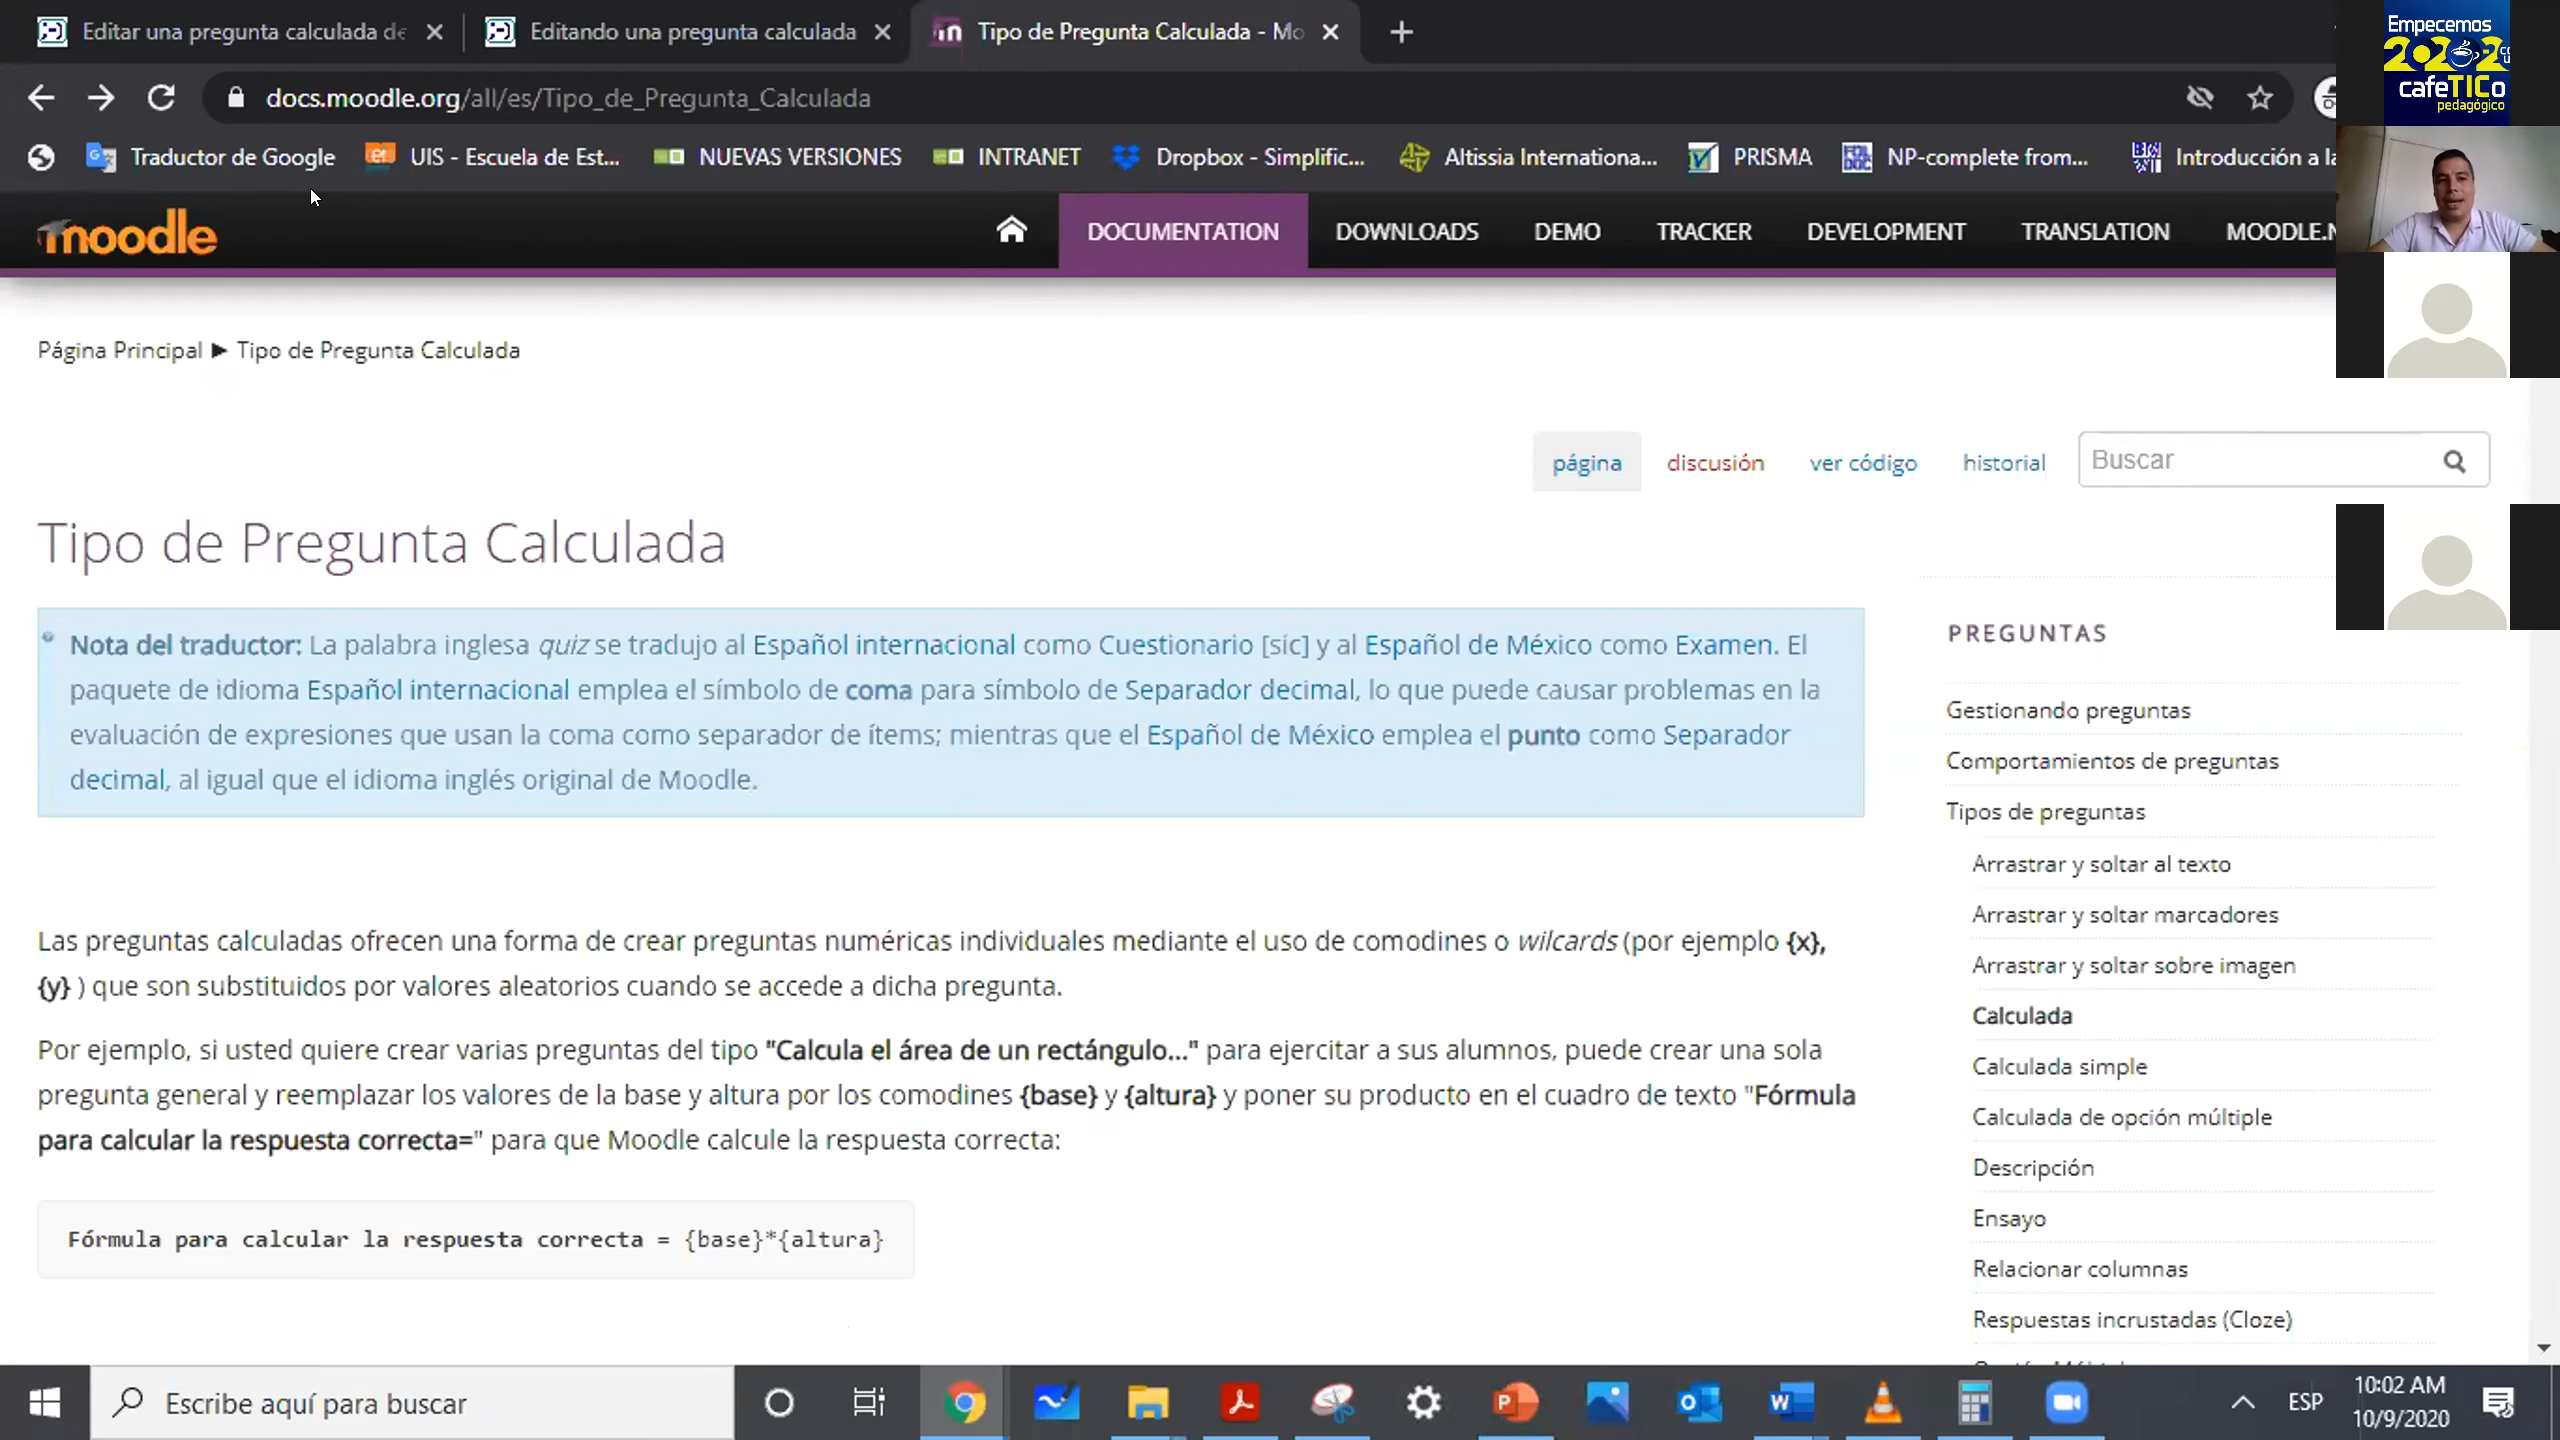 Editar una pregunta calculada de
Editando una pregunta calculada
Tipo de Pregunta Calculada - Mo
docs.moodle.org/all/es/Tipo_de_Pregunta_Calculada
Traductor de Google
UIS - Escuela de Est...
NUEVAS VERSIONES
INTRANET
Dropbox - Simplific...
Altissia Internationa...
PRISMA
NP-complete from...
Introducción a la
Empecemos
2020-2
cafeTICo
pedagógico
moodle
DOCUMENTATION
DOWNLOADS
DEMO
TRACKER
DEVELOPMENT
TRANSLATION
MOODLE.N
Página Principal ► Tipo de Pregunta Calculada
página
discusión
ver código
historial
Buscar
Tipo de Pregunta Calculada
Nota del traductor: La palabra inglesa quiz se tradujo al Español internacional como Cuestionario [sic] y al Español de México como Examen. El
paquete de idioma Español internacional emplea el símbolo de coma para símbolo de Separador decimal, lo que puede causar problemas en la
evaluación de expresiones que usan la coma como separador de ítems; mientras que el Español de México emplea el punto como Separador
decimal, al igual que el idioma inglés original de Moodle.
Las preguntas calculadas ofrecen una forma de crear preguntas numéricas individuales mediante el uso de comodines o wilcards (por ejemplo {x},
{y} ) que son substituidos por valores aleatorios cuando se accede a dicha pregunta.
Por ejemplo, si usted quiere crear varias preguntas del tipo "Calcula el área de un rectángulo..." para ejercitar a sus alumnos, puede crear una sola
pregunta general y reemplazar los valores de la base y altura por los comodines {base} y {altura} y poner su producto en el cuadro de texto "Fórmula
para calcular la respuesta correcta=" para que Moodle calcule la respuesta correcta:
Fórmula para calcular la respuesta correcta = {base}*{altura}
PREGUNTAS
Gestionando preguntas
Comportamientos de preguntas
Tipos de preguntas
Arrastrar y soltar al texto
Arrastrar y soltar marcadores
Arrastrar y soltar sobre imagen
Calculada
Calculada simple
Calculada de opción múltiple
Descripción
Ensayo
Relacionar columnas
Respuestas incrustadas (Cloze)
Escribe aquí para buscar
ESP
10:02 AM
10/9/2020